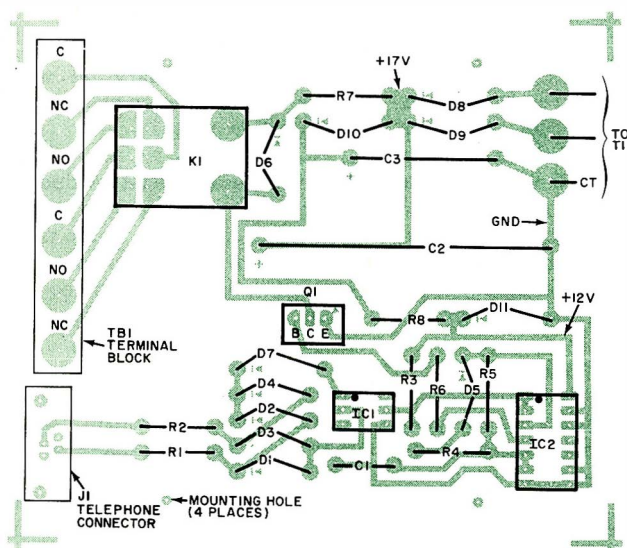 C
NC
NO
C
NO
NC
TB1
TERMINAL
BLOCK
K1
D6
R7
+17V
D8
D10
D9
C3
TO
T1
CT
GND
C2
+
+
Q1
B C E
R8
D11
+12V
D7
D4
D2
D3
D1
R2
R1
IC1
C1
R3
R6
D5
R5
R4
IC2
J1
TELEPHONE
CONNECTOR
MOUNTING HOLE
(4 PLACES)